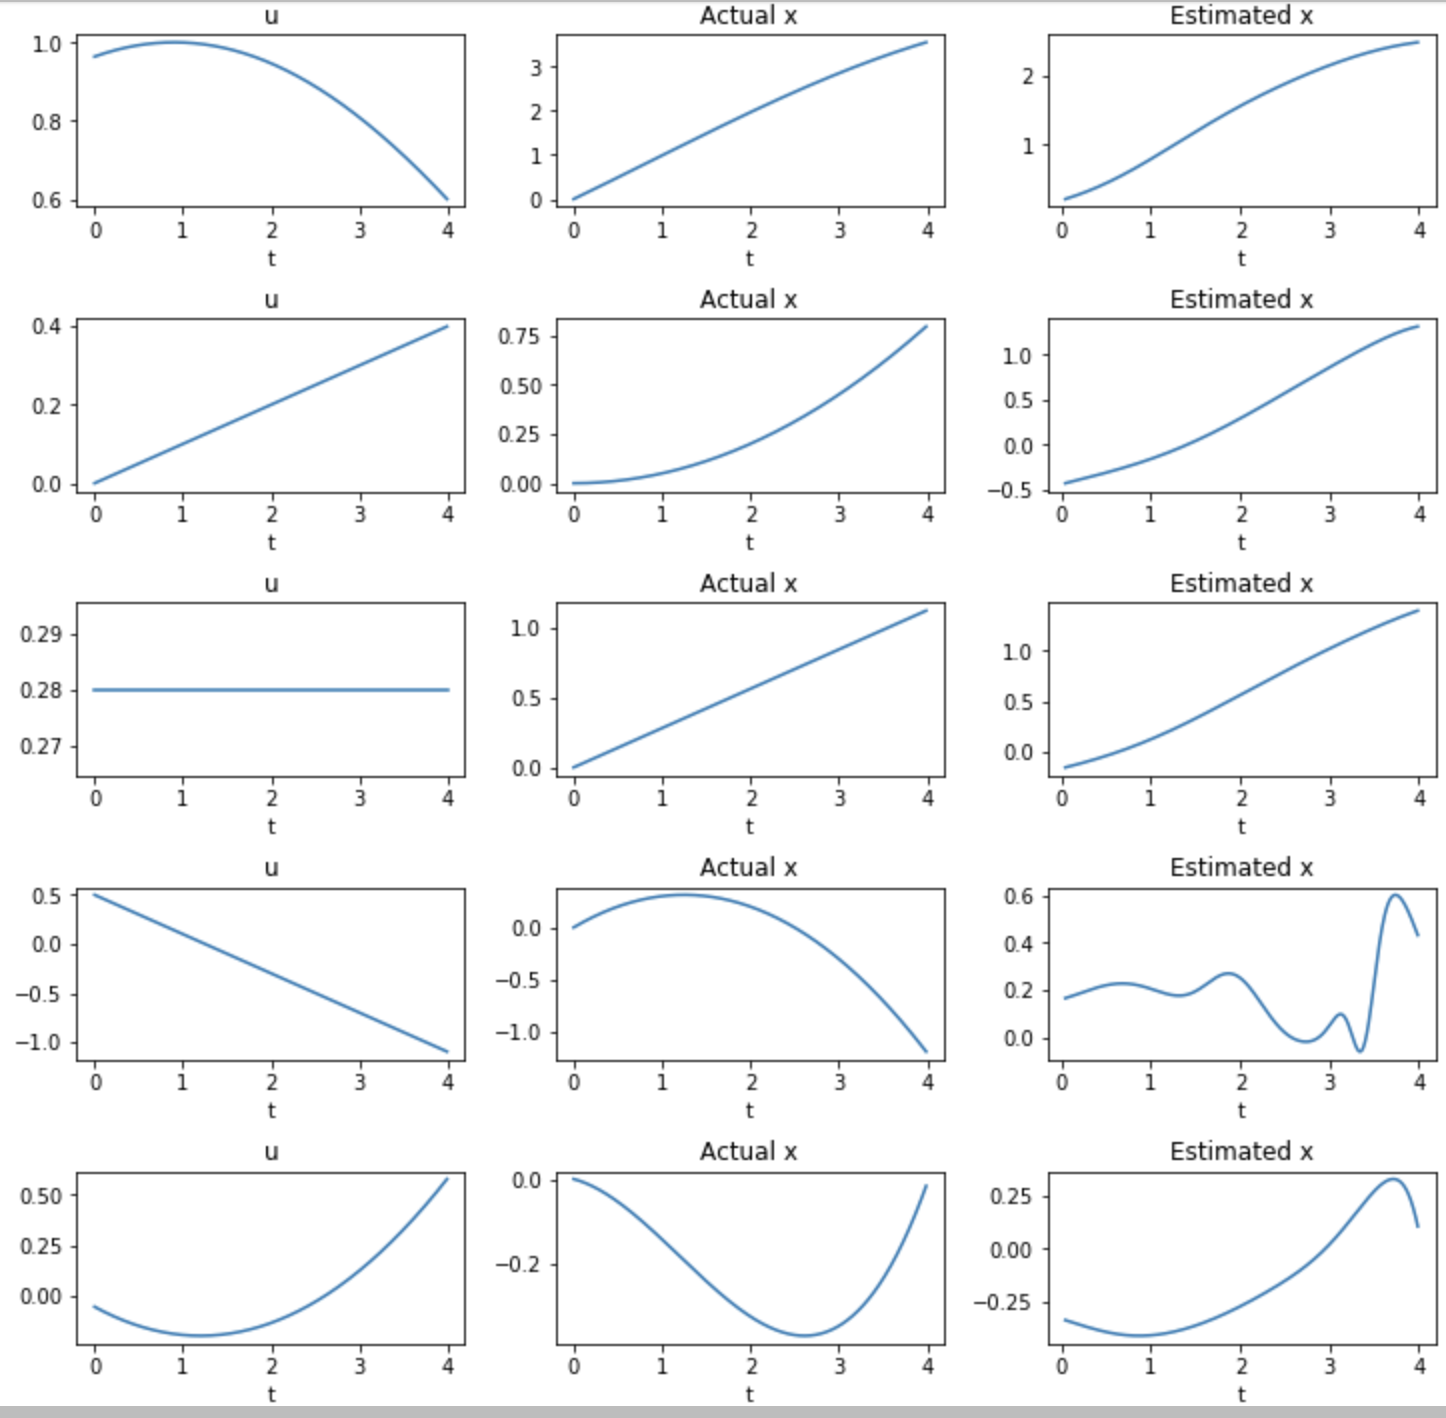 u Actual x Estimated x
1.0 0.8 0.6 3 2 1 0 2 1
0 1 2 3 4 0 1 2 3 4 0 1 2 3 4
t t t
u Actual x Estimated x
0.4 0.2 0.0 0.75 0.50 0.25 0.00 1.0 0.5 0.0 −0.5
0 1 2 3 4 0 1 2 3 4 0 1 2 3 4
t t t
u Actual x Estimated x
0.29 0.28 0.27 1.0 0.5 0.0 1.0 0.5 0.0
0 1 2 3 4 0 1 2 3 4 0 1 2 3 4
t t t
u Actual x Estimated x
0.5 0.0 −0.5 −1.0 0.0 −0.5 −1.0 0.6 0.4 0.2 0.0
0 1 2 3 4 0 1 2 3 4 0 1 2 3 4
t t t
u Actual x Estimated x
0.50 0.25 0.00 0.0 −0.2 0.25 0.00 −0.25
0 1 2 3 4 0 1 2 3 4 0 1 2 3 4
t t t